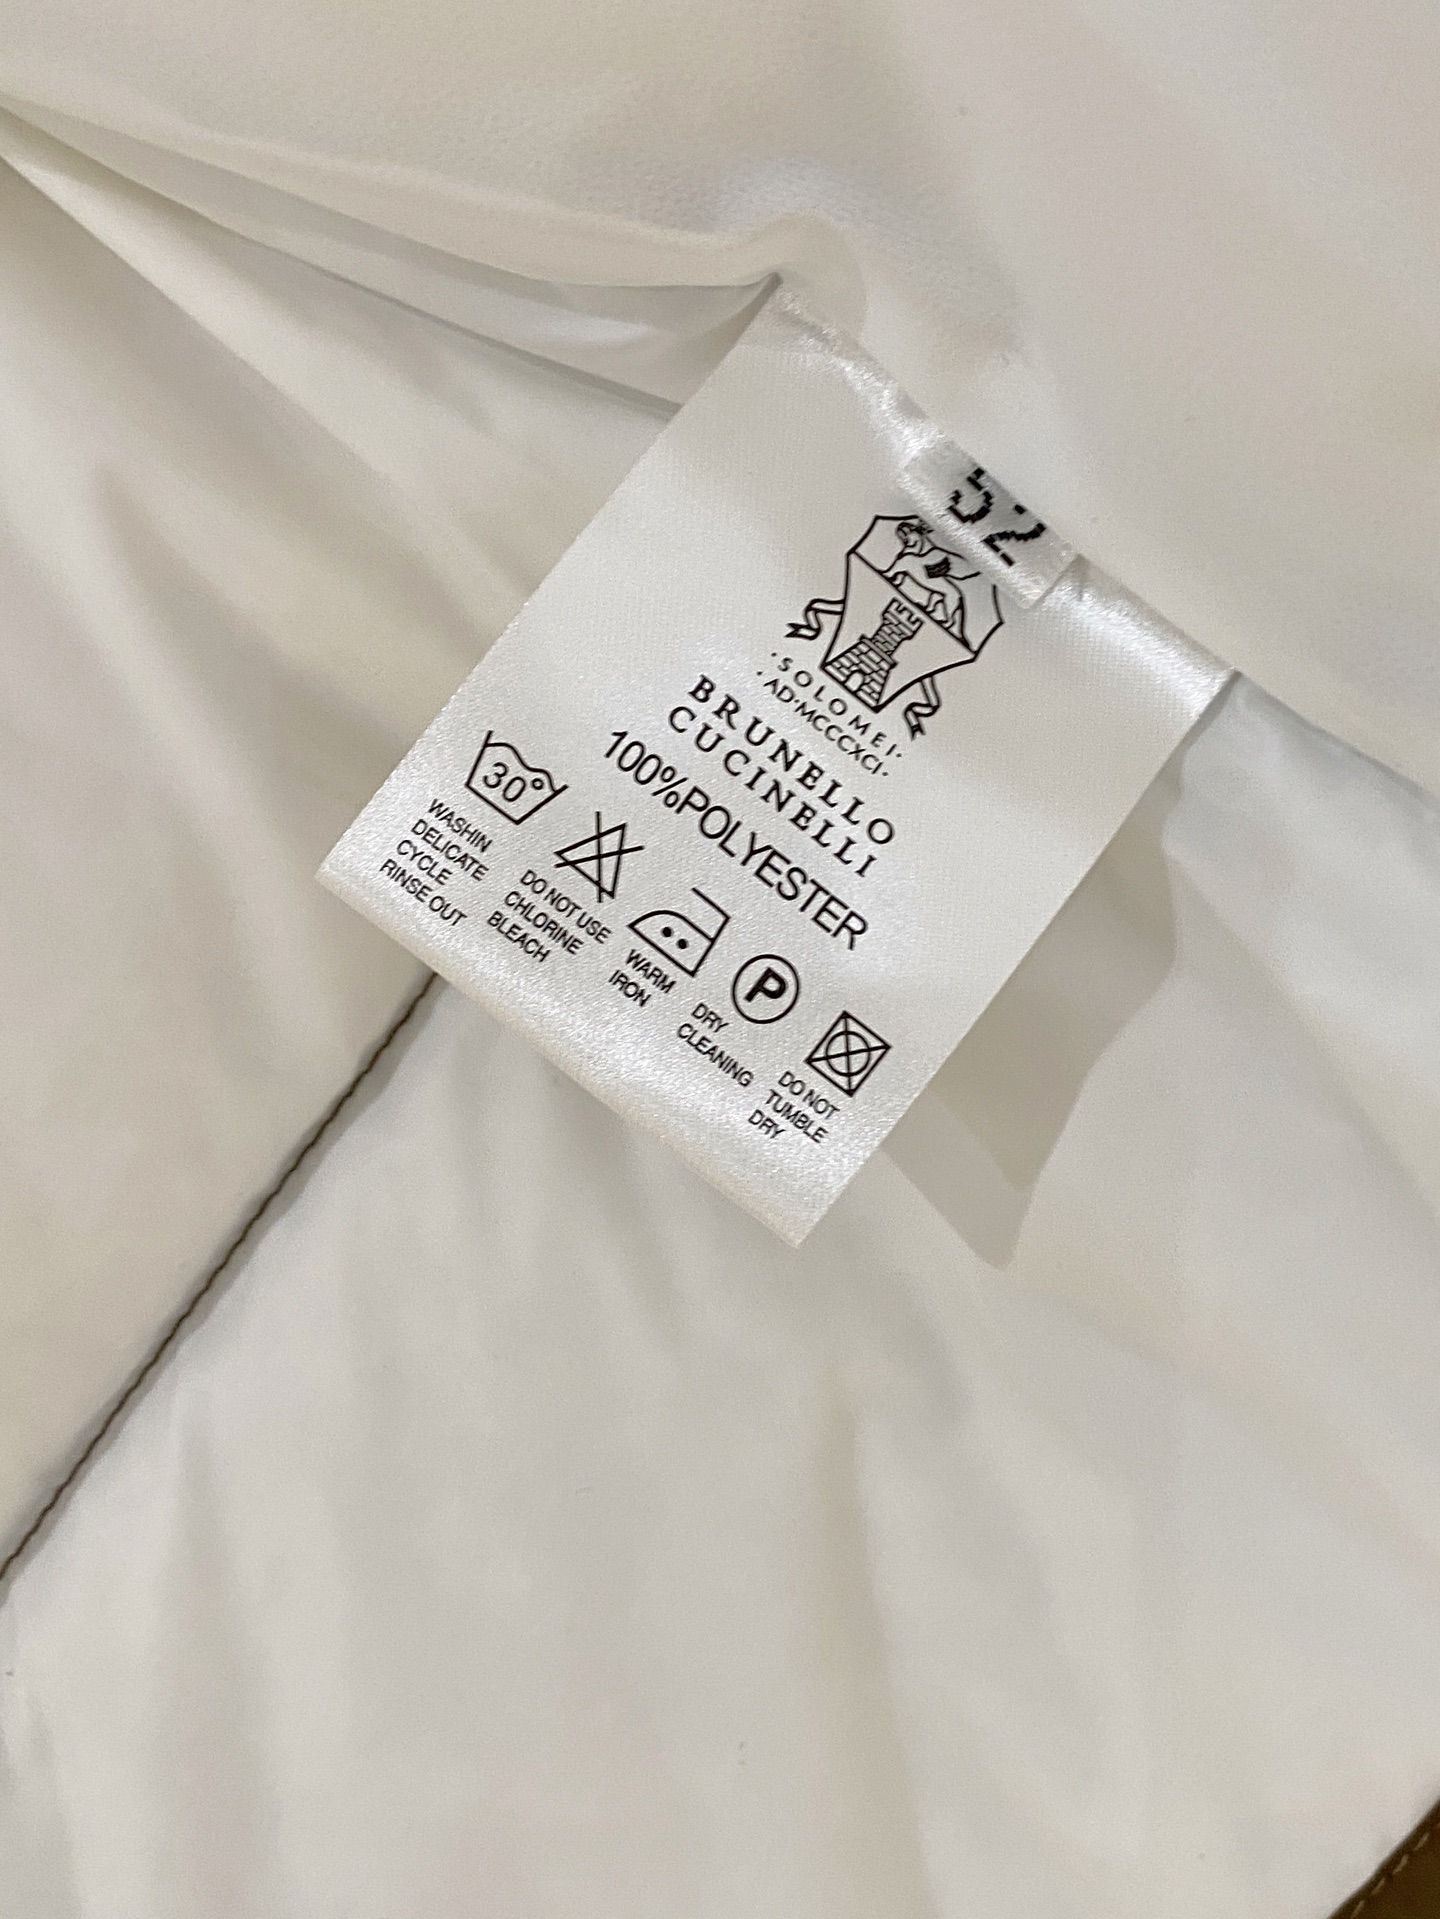 52
·SOLOMEI·
·AD·MCCCXCI·
BRUNELLO
CUCINELLI
100%POLYESTER
30°
WASHIN
DELICATE
CYCLE
RINSE OUT
DO NOT USE
CHLORINE
BLEACH
WARM
IRON
P
DRY
CLEANING
DO NOT
TUMBLE
DRY